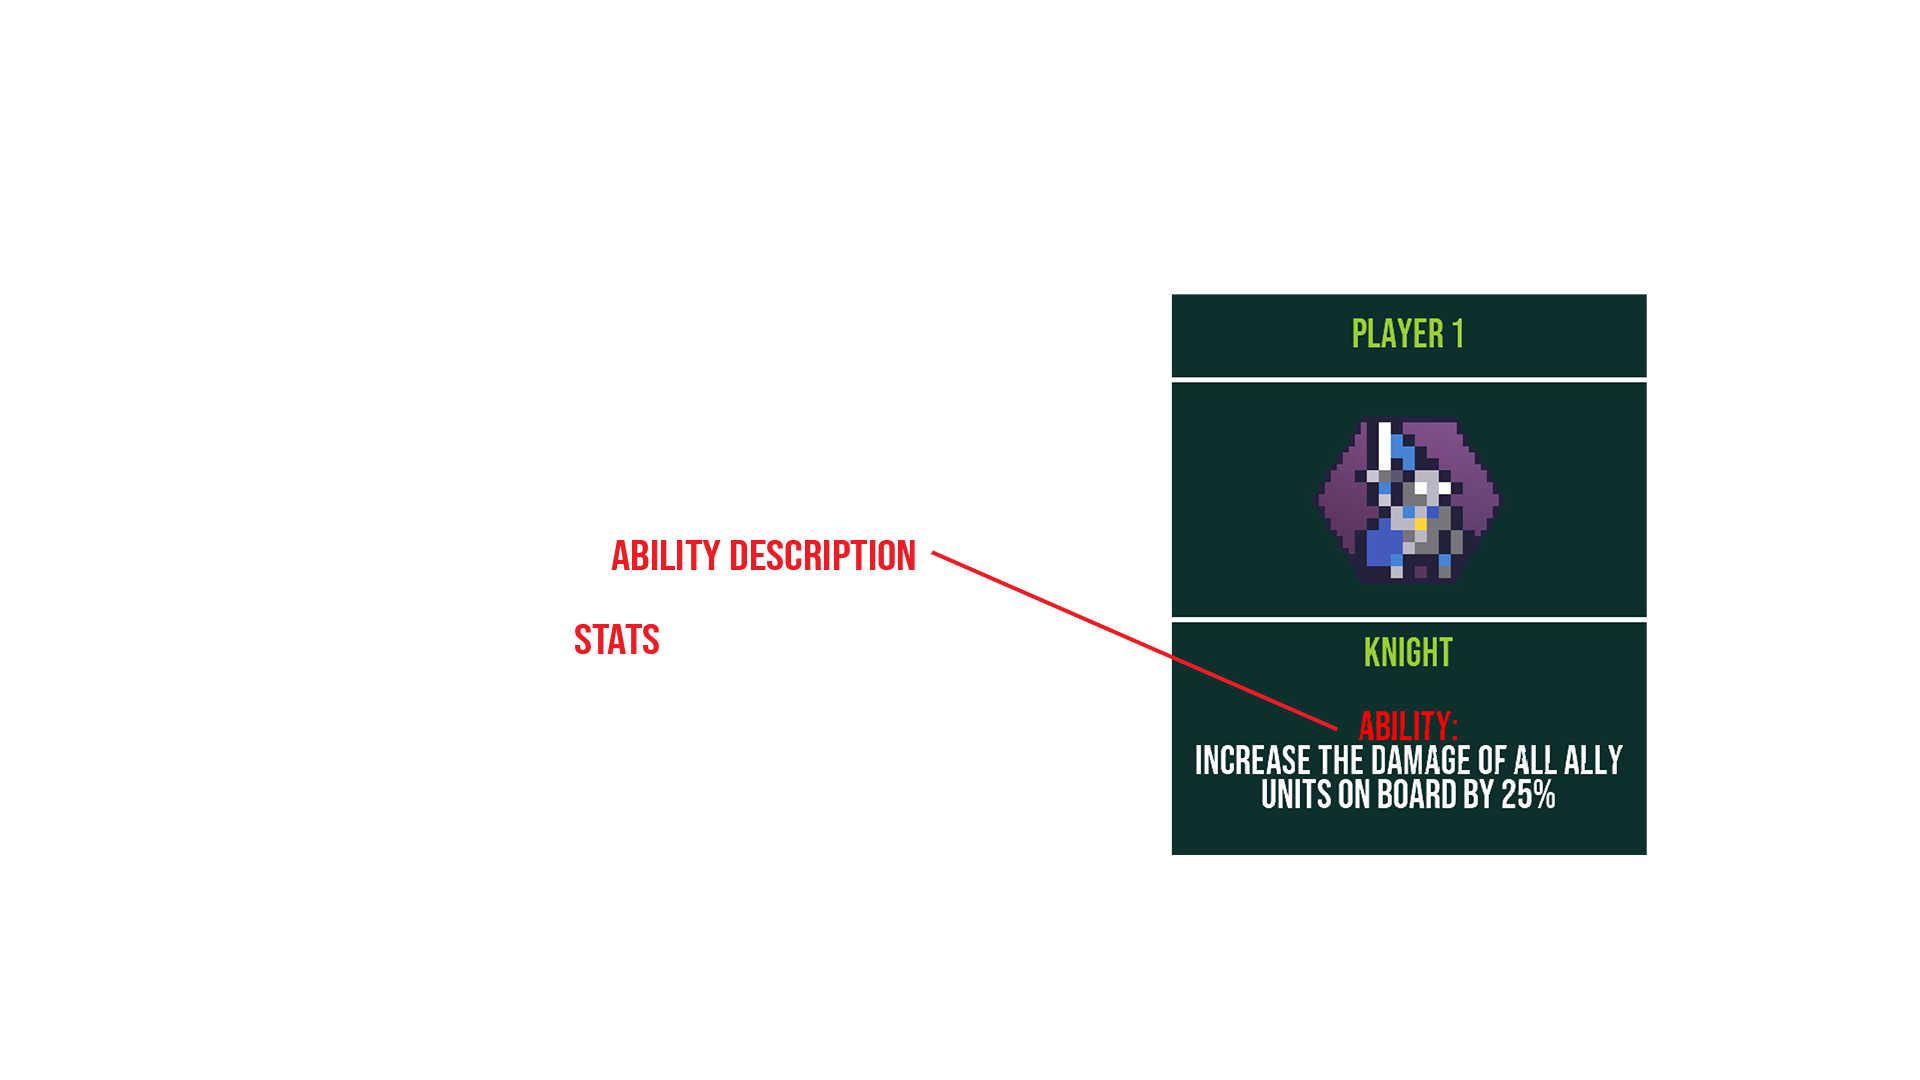 PLAYER 1
ABILITY DESCRIPTION
STATS
KNIGHT
ABILITY:
INCREASE THE DAMAGE OF ALL ALLY
UNITS ON BOARD BY 25%